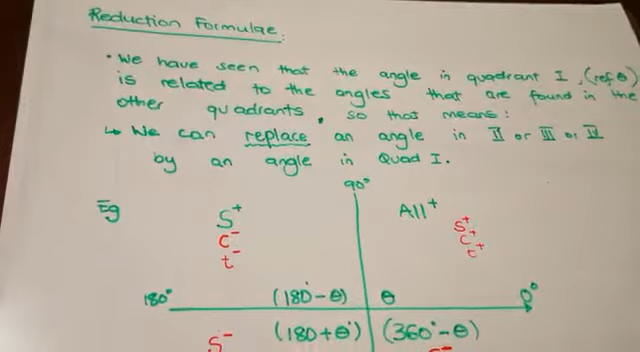 Reduction Formulae:
• We have seen that the angle in quadrant I, (ref θ)
is related to the angles that are found in the
other quadrants, so that means:
↳ We can replace an angle in II or III or IV
by an angle in Quad I.
90°
Eg
S⁺
All⁺
C⁻
S⁺
t⁻
C⁺
t⁺
180°
(180° - θ)
θ
0°
(180 + θ)
(360° - θ)
S⁻
S⁻